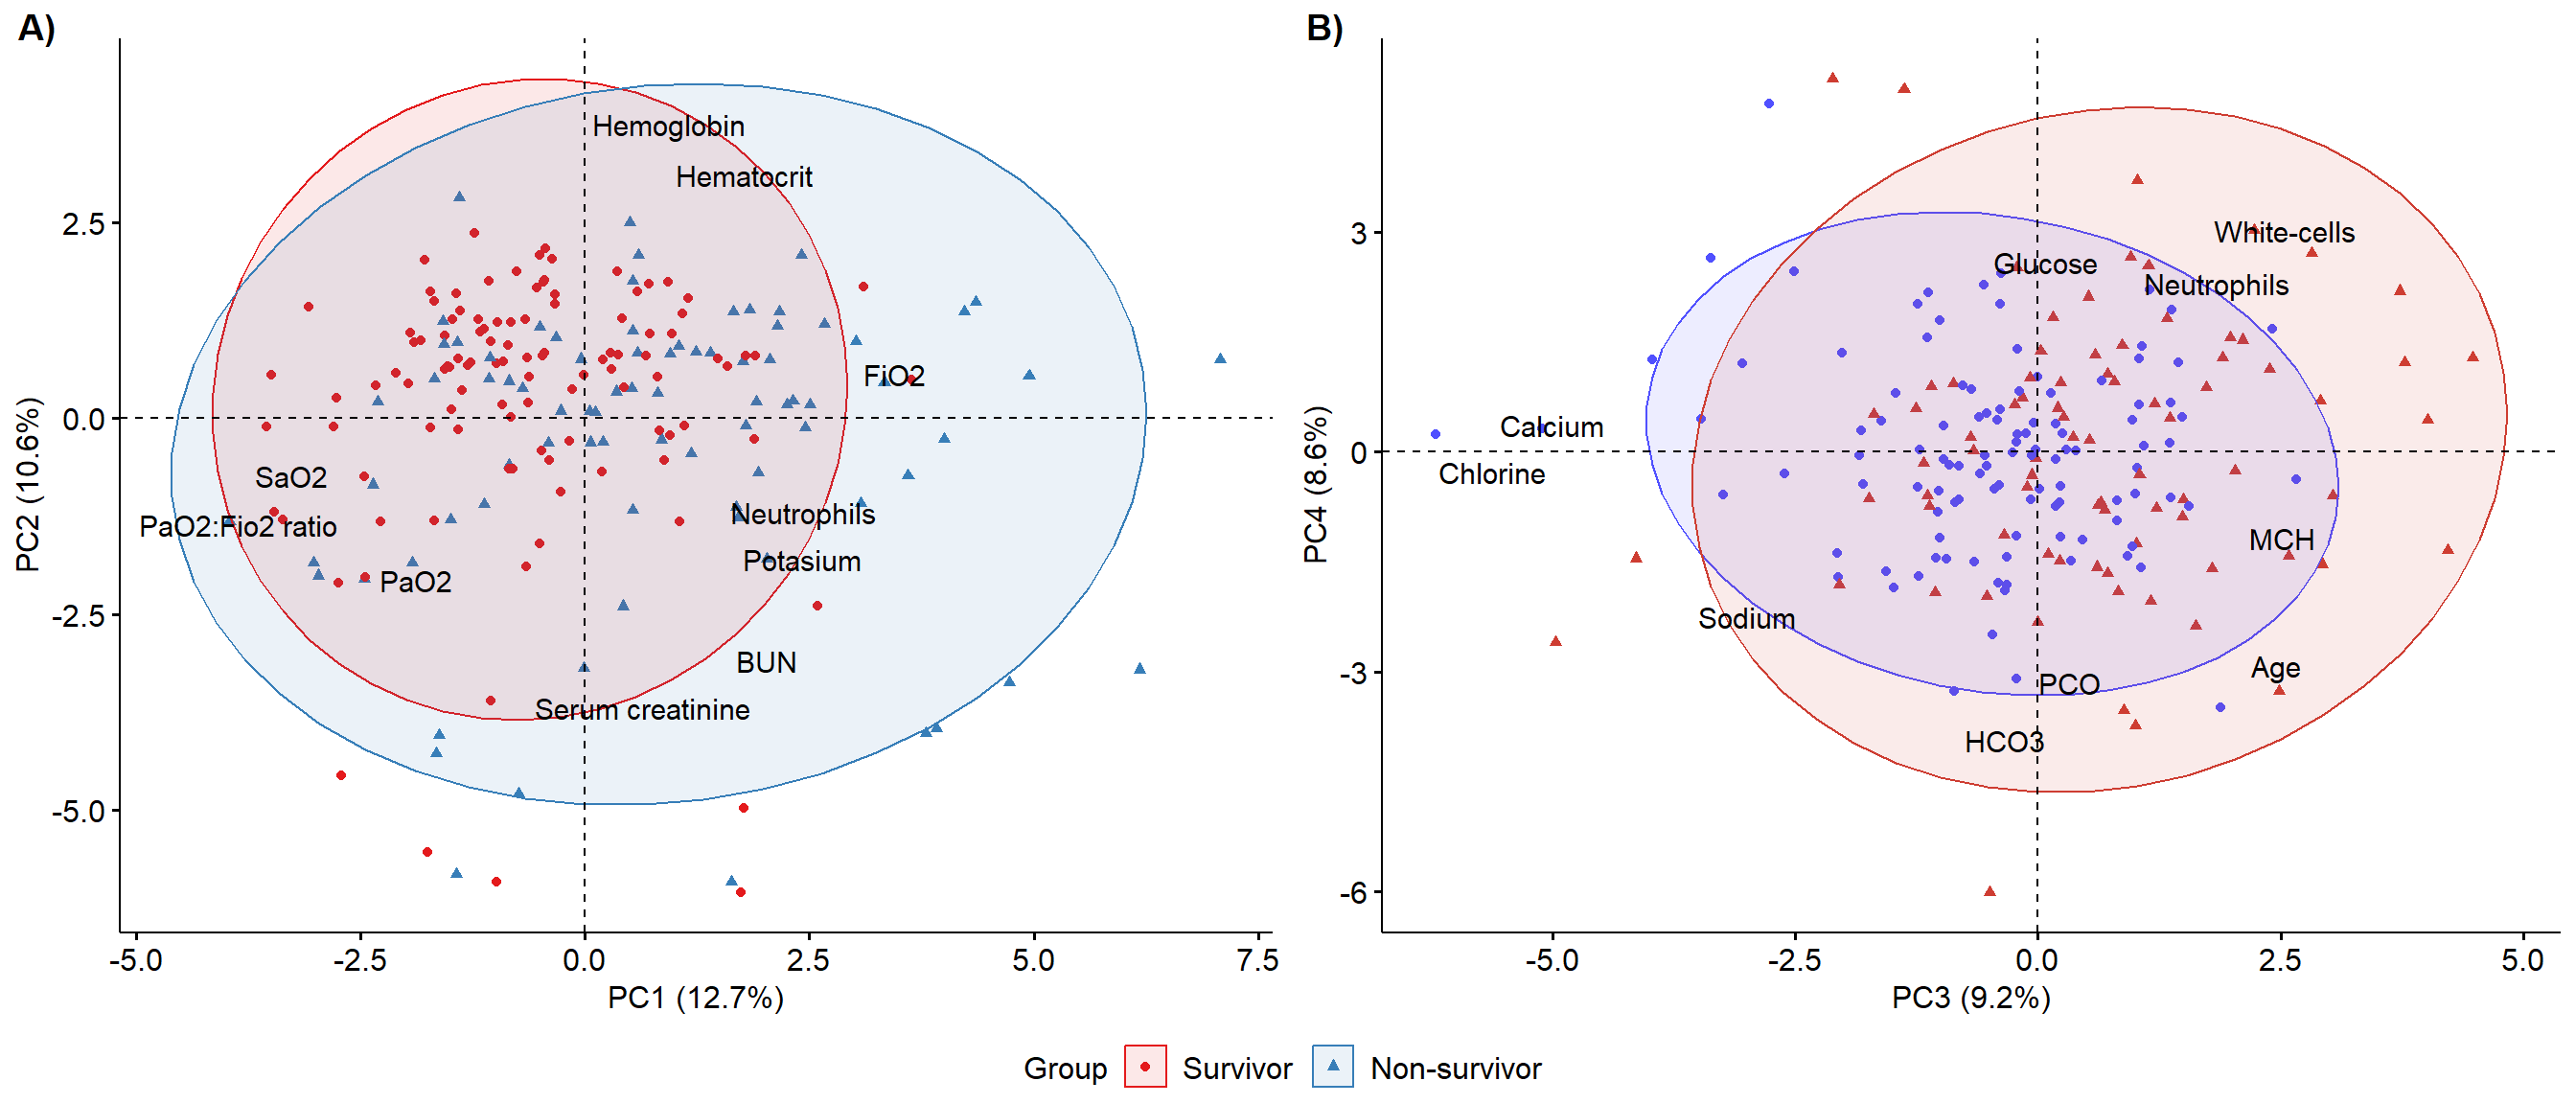 A)
Hemoglobin
Hematocrit
FiO2
SaO2
PaO2:Fio2 ratio
PaO2
Neutrophils
Potasium
BUN
Serum creatinine
2.5
0.0
-2.5
-5.0
PC2 (10.6%)
-5.0 -2.5 0.0 2.5 5.0 7.5
PC1 (12.7%)
B)
White-cells
Glucose
Neutrophils
Calcium
Chlorine
MCH
Sodium
Age
PCO
HCO3
3
0
-3
-6
PC4 (8.6%)
-5.0 -2.5 0.0 2.5 5.0
PC3 (9.2%)
Group Survivor Non-survivor